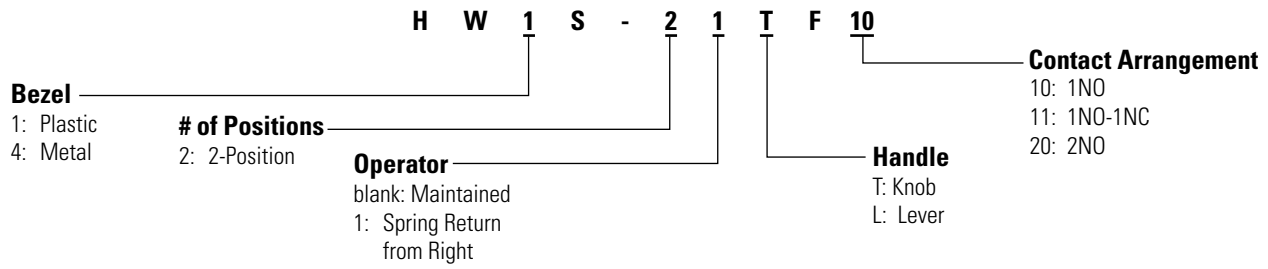 H W 1 S - 2 1 T F 10
Bezel
1: Plastic
4: Metal
# of Positions
2: 2-Position
Operator
blank: Maintained
1: Spring Return
from Right
Handle
T: Knob
L: Lever
Contact Arrangement
10: 1NO
11: 1NO-1NC
20: 2NO